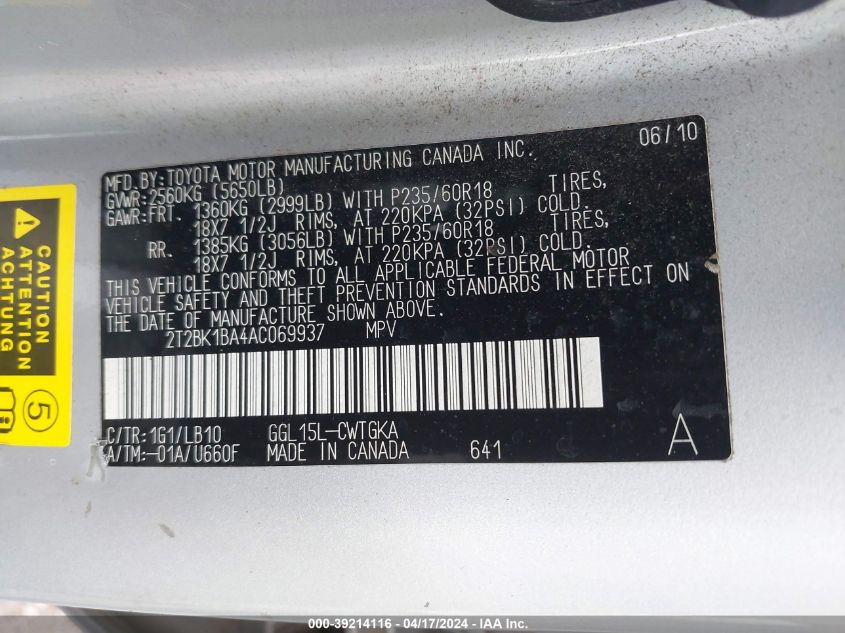 06/10
MFD.BY:TOYOTA MOTOR MANUFACTURING CANADA INC.
GVWR:2560KG (5650LB)
GAWR:FRT. 1360KG (2999LB) WITH P235/60R18 TIRES,
18X7 1/2J RIMS, AT 220KPA (32PSI) COLD.
RR. 1385KG (3056LB) WITH P235/60R18 TIRES,
18X7 1/2J RIMS, AT 220KPA (32PSI) COLD.
THIS VEHICLE CONFORMS TO ALL APPLICABLE FEDERAL MOTOR
VEHICLE SAFETY AND THEFT PREVENTION STANDARDS IN EFFECT ON
THE DATE OF MANUFACTURE SHOWN ABOVE.
2T2BK1BA4AC069937 MPV
C/TR:1G1/LB10 GGL15L-CWTGKA
A/TM:-01A/U660F MADE IN CANADA 641 A
CAUTION
ATTENTION
ACHTUNG
5
000-39214116 - 04/17/2024 - IAA Inc.